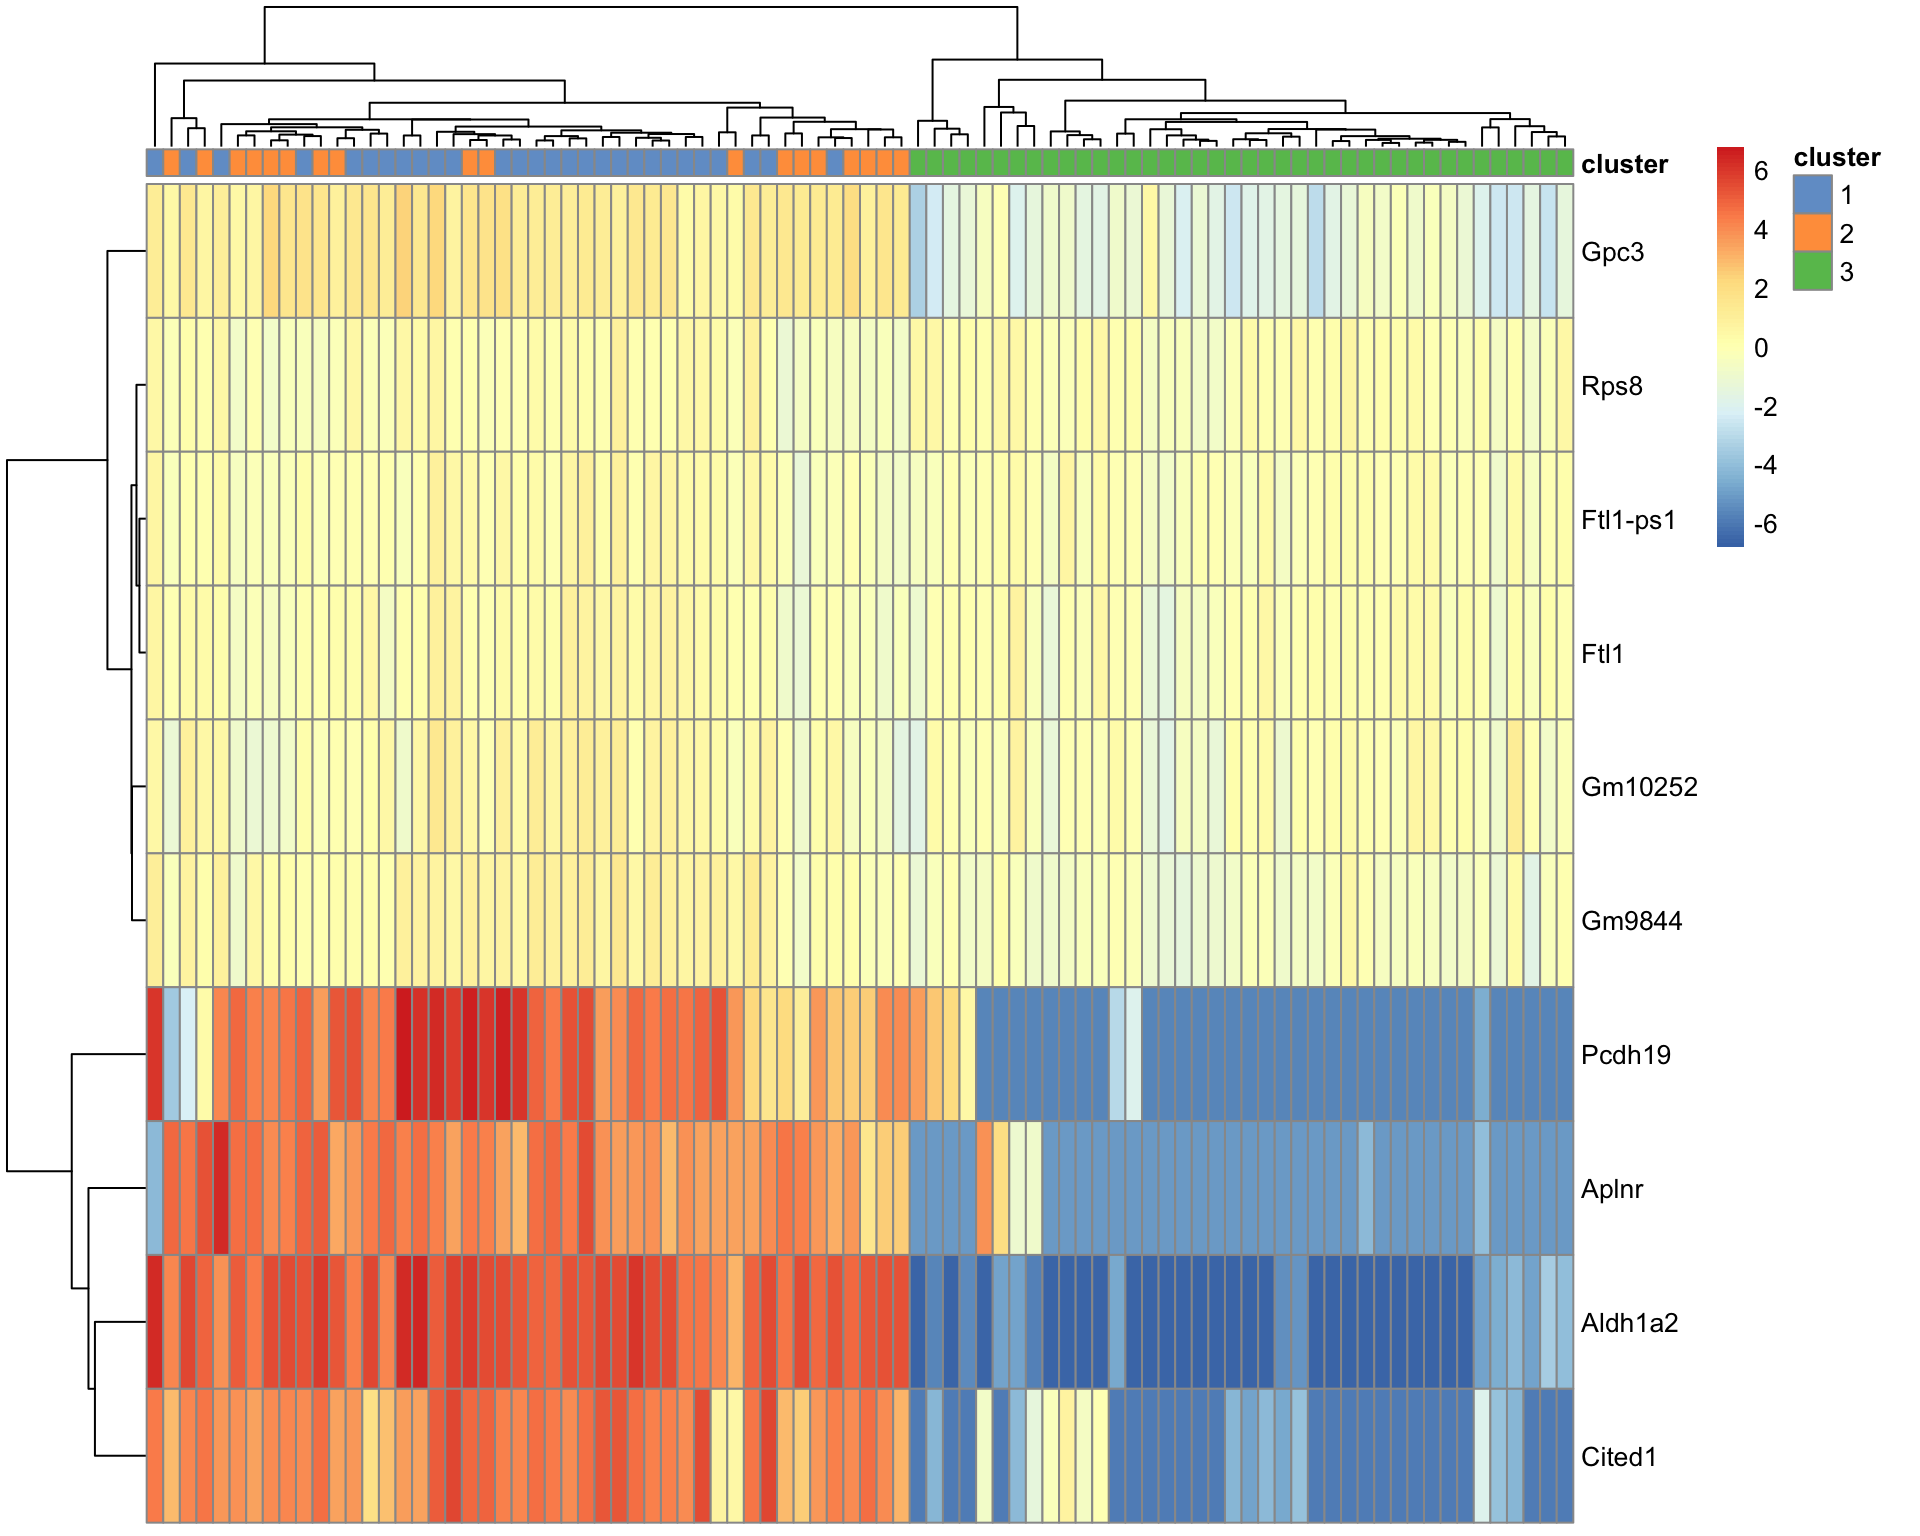 cluster
Gpc3
Rps8
Ftl1-ps1
Ftl1
Gm10252
Gm9844
Pcdh19
Aplnr
Aldh1a2
Cited1
6
4
2
0
-2
-4
-6
cluster
1
2
3